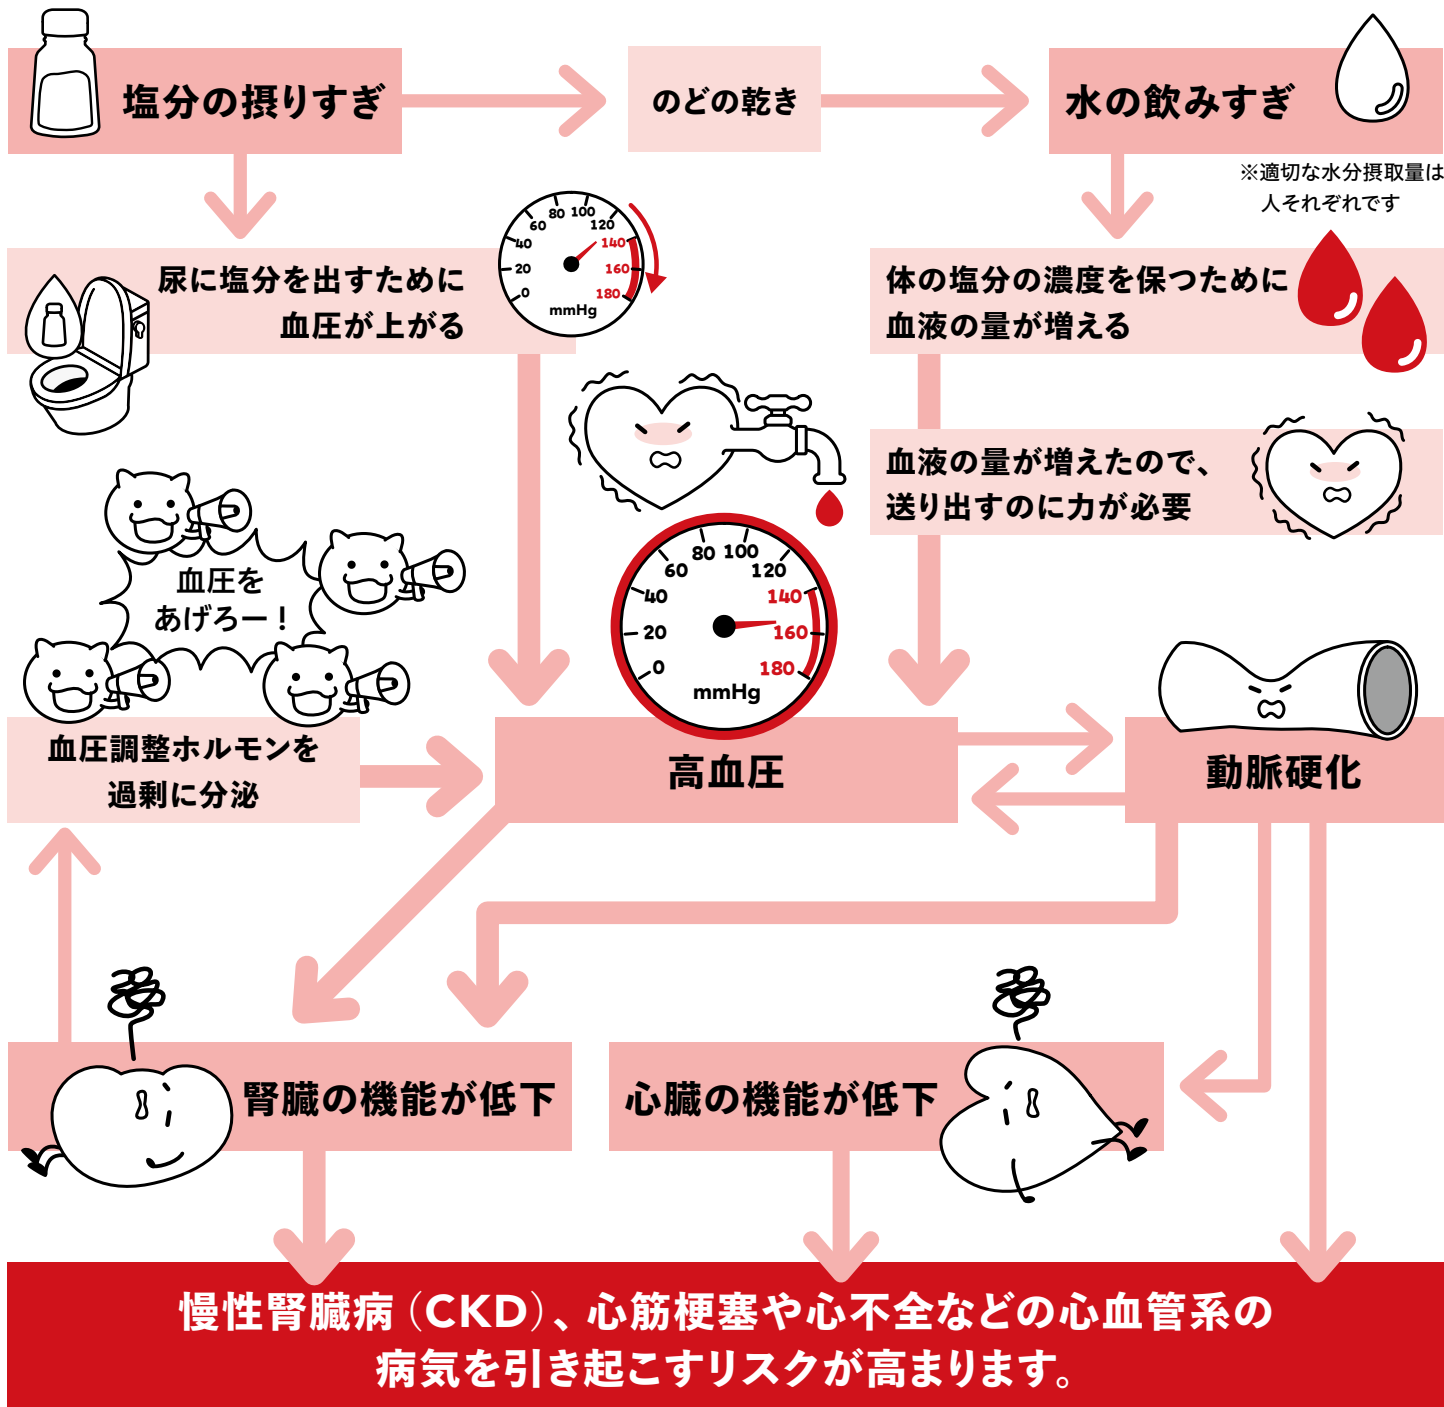 塩分の摂りすぎ
のどの乾き
水の飲みすぎ
※適切な水分摂取量は
人それぞれです
尿に塩分を出すために
血圧が上がる
0
20
40
60
80
100
120
140
160
180
mmHg
体の塩分の濃度を保つために
血液の量が増える
血液の量が増えたので、
送り出すのに力が必要
血圧を
あげろー！
0
20
40
60
80
100
120
140
160
180
mmHg
血圧調整ホルモンを
過剰に分泌
高血圧
動脈硬化
腎臓の機能が低下
心臓の機能が低下
慢性腎臓病（CKD）、心筋梗塞や心不全などの心血管系の
病気を引き起こすリスクが高まります。